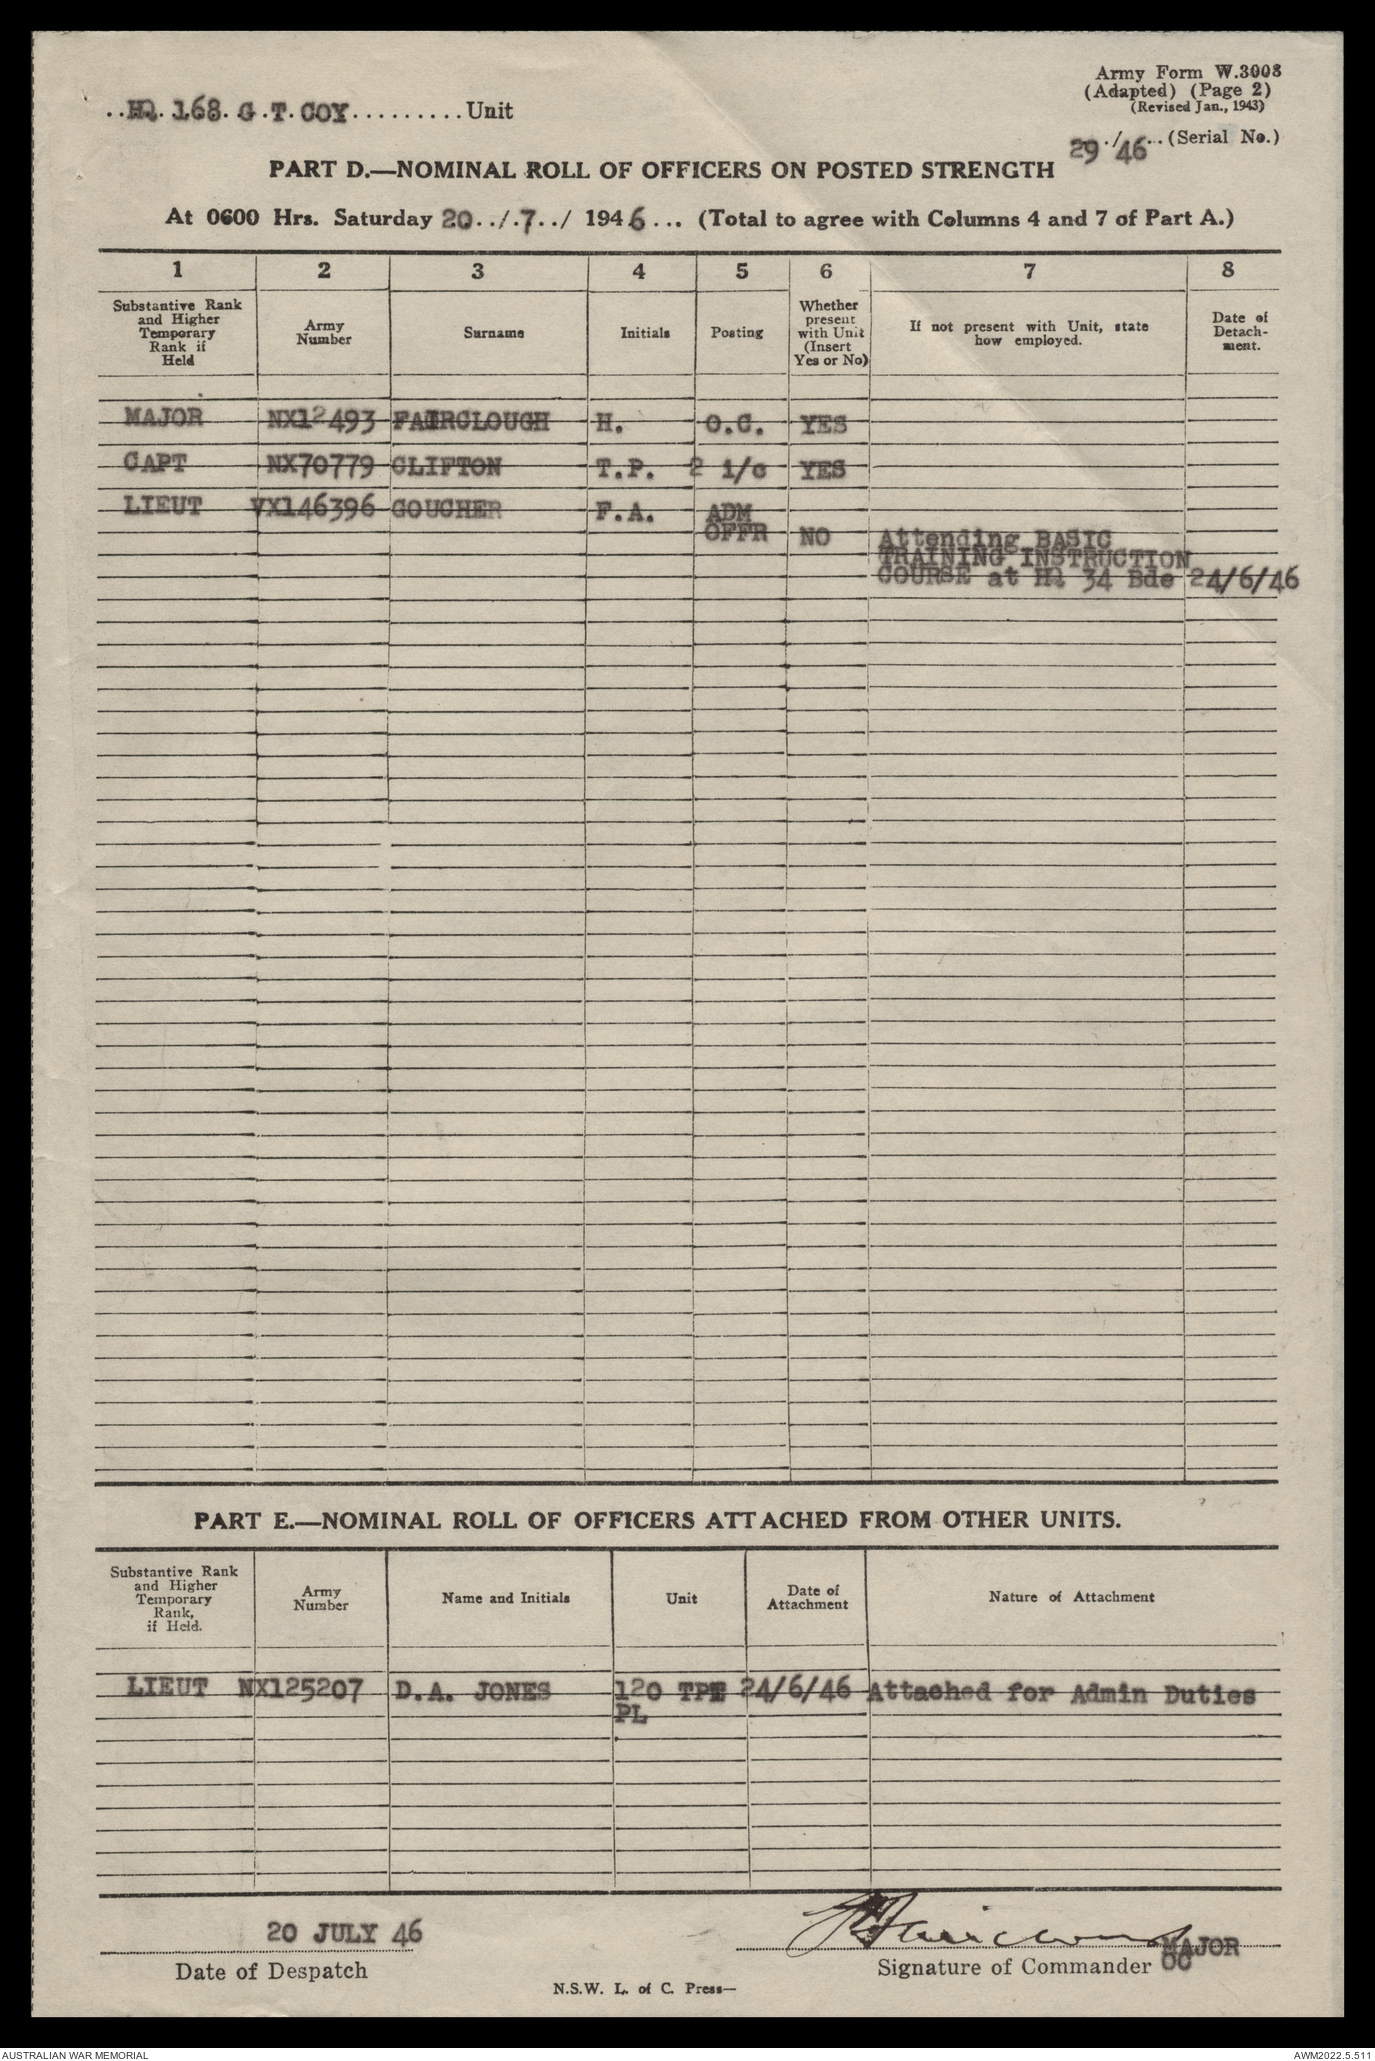 Army Form W.3008
(Adapted) (Page 2)
(Revised Jan., 1943)
..HQ. 168. G .T. COY.........Unit
29 / 46 ..(Serial No.)
PART D.—NOMINAL ROLL OF OFFICERS ON POSTED STRENGTH
At 0600 Hrs. Saturday 20../.7../ 1946... (Total to agree with Columns 4 and 7 of Part A.)
1 2 3 4 5 6 7 8
Substantive Rank and Higher Temporary Rank if Held
Army Number
Surname
Initials
Posting
Whether present with Unit (Insert Yes or No)
If not present with Unit, state how employed.
Date of Detach-ment.
MAJOR NX12493 FAIRCLOUGH H. O.C. YES
CAPT NX70779 CLIFTON T.P. 2 i/c YES
LIEUT VX146396 GOUCHER F.A. ADM
OFFR NO Attending BASIC
TRAINING INSTRUCTION
COURSE at HQ 34 Bde 24/6/46
PART E.—NOMINAL ROLL OF OFFICERS ATTACHED FROM OTHER UNITS.
Substantive Rank and Higher Temporary Rank, if Held.
Army Number
Name and Initials
Unit
Date of Attachment
Nature of Attachment
LIEUT NX125207 D.A. JONES 120 TPT 24/6/46 Attached for Admin Duties
PL
20 JULY 46
MAJOR
Date of Despatch
Signature of Commander OC
N.S.W. L. of C. Press—
AUSTRALIAN WAR MEMORIAL
AWM2022.5.511